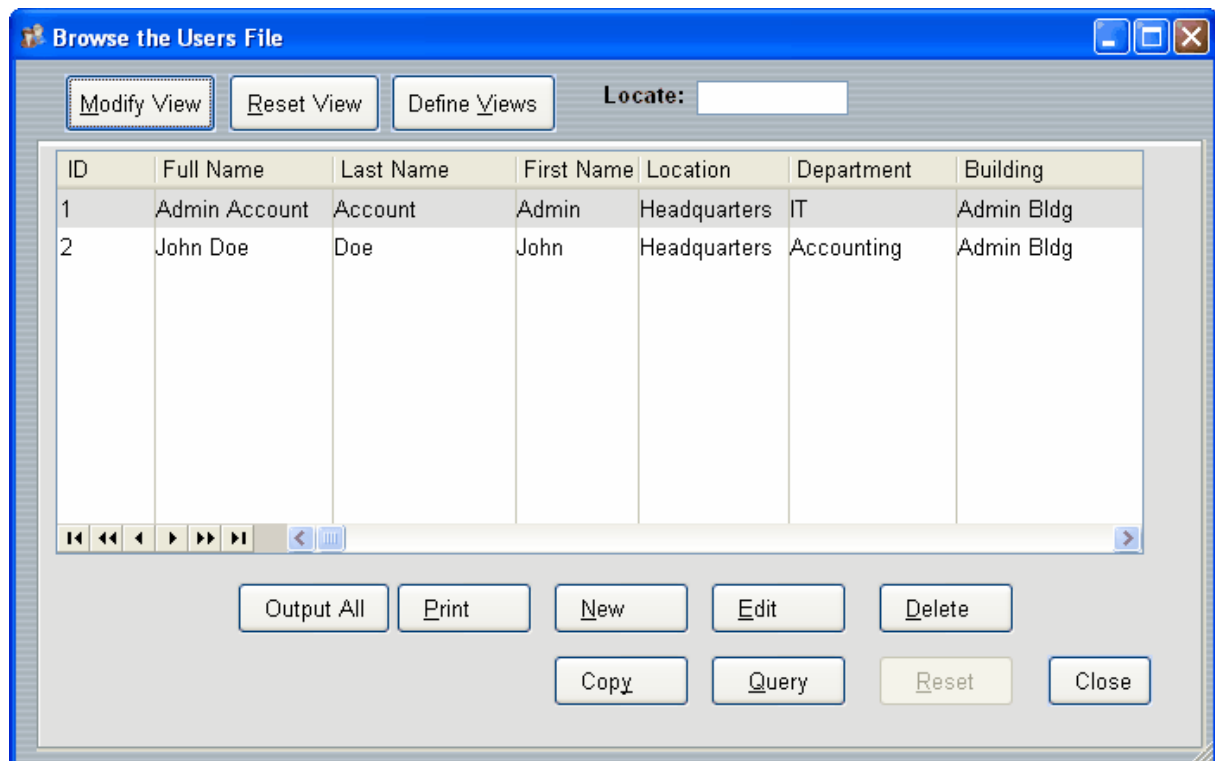 Browse the Users File
Modify View Reset View Define Views Locate:
ID Full Name Last Name First Name Location Department Building
1 Admin Account Account Admin Headquarters IT Admin Bldg
2 John Doe Doe John Headquarters Accounting Admin Bldg
Output All Print New Edit Delete
Copy Query Reset Close